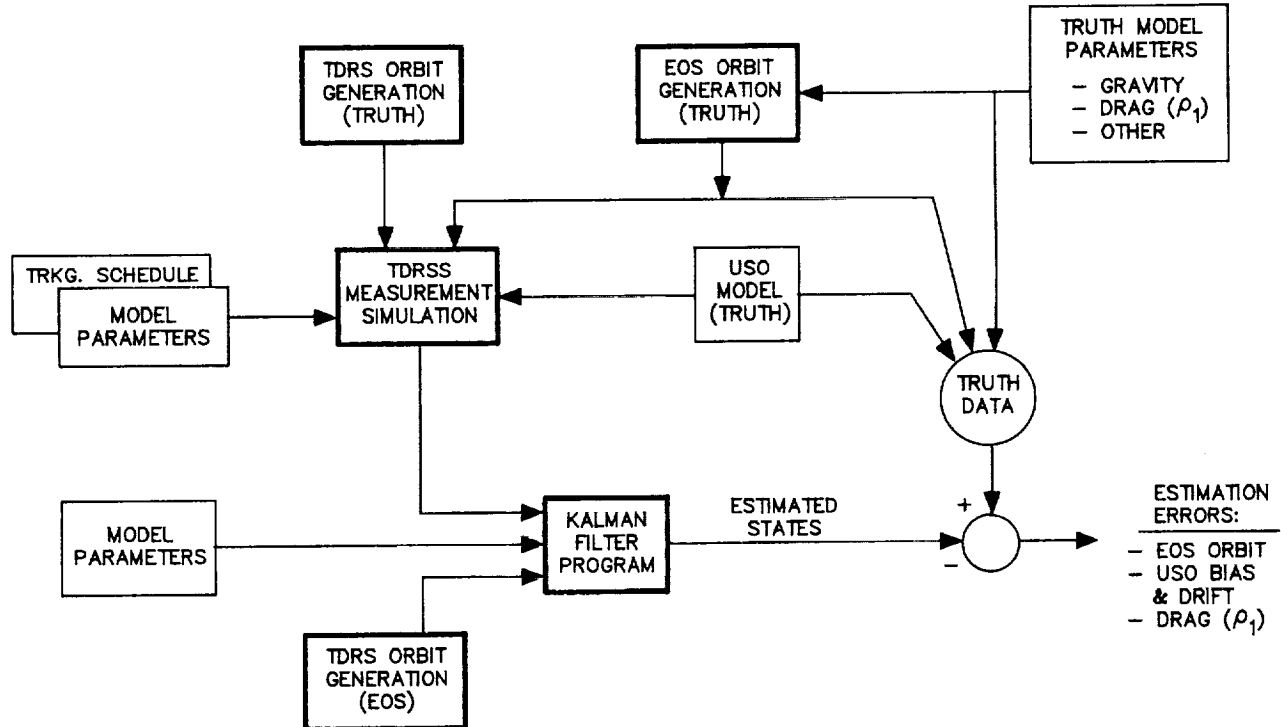 TDRS ORBIT
GENERATION
(TRUTH)
EOS ORBIT
GENERATION
(TRUTH)
TRUTH MODEL
PARAMETERS
– GRAVITY
– DRAG (ρ1)
– OTHER
TRKG. SCHEDULE
MODEL
PARAMETERS
TDRSS
MEASUREMENT
SIMULATION
USO
MODEL
(TRUTH)
TRUTH
DATA
MODEL
PARAMETERS
KALMAN
FILTER
PROGRAM
ESTIMATED
STATES
+
–
ESTIMATION
ERRORS:
– EOS ORBIT
– USO BIAS
& DRIFT
– DRAG (ρ1)
TDRS ORBIT
GENERATION
(EOS)